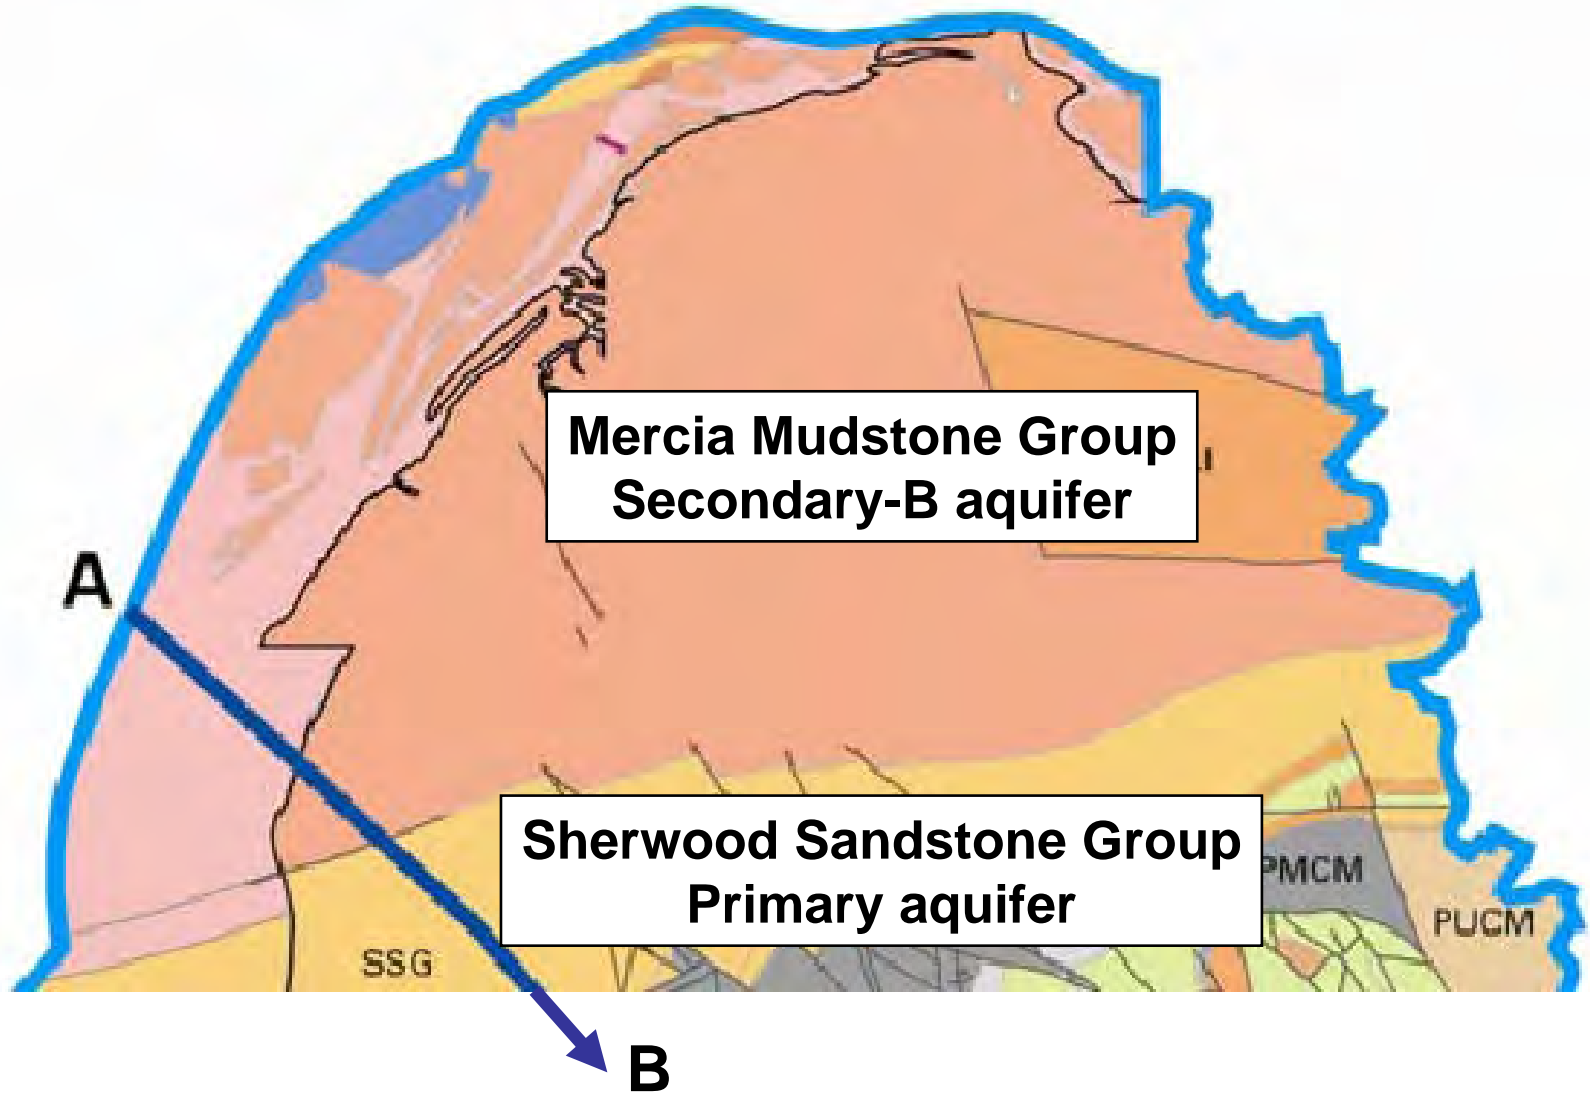 Mercia Mudstone Group
Secondary-B aquifer
A
Sherwood Sandstone Group
Primary aquifer
PMCM
PUCM
SSG
B